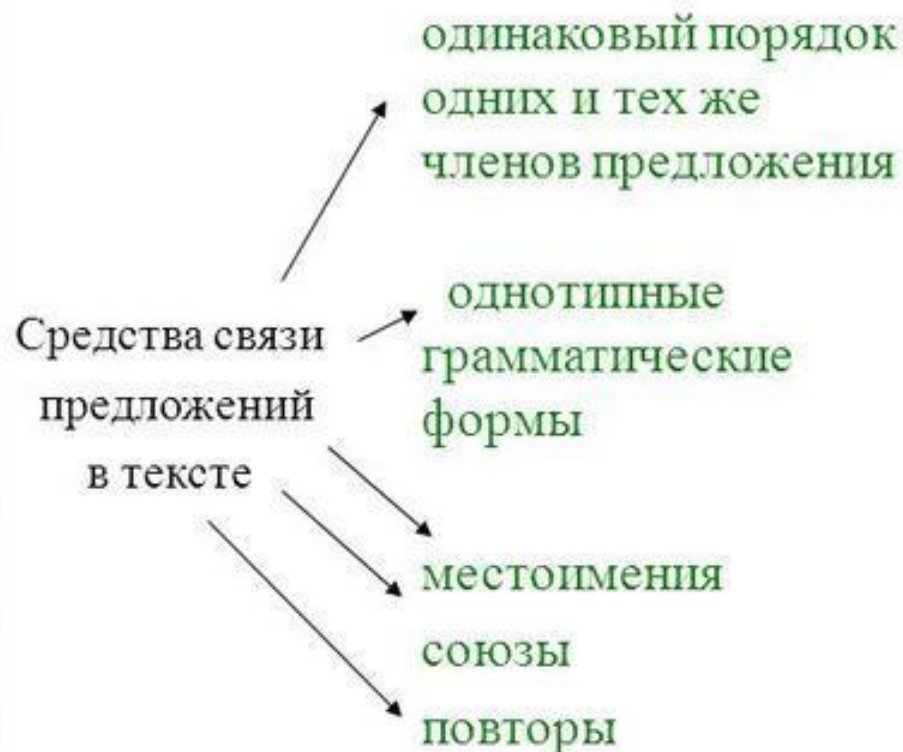 одинаковый порядок
одних и тех же
членов предложения
Средства связи
предложений
в тексте
однотипные
грамматические
формы
местоимения
союзы
повторы